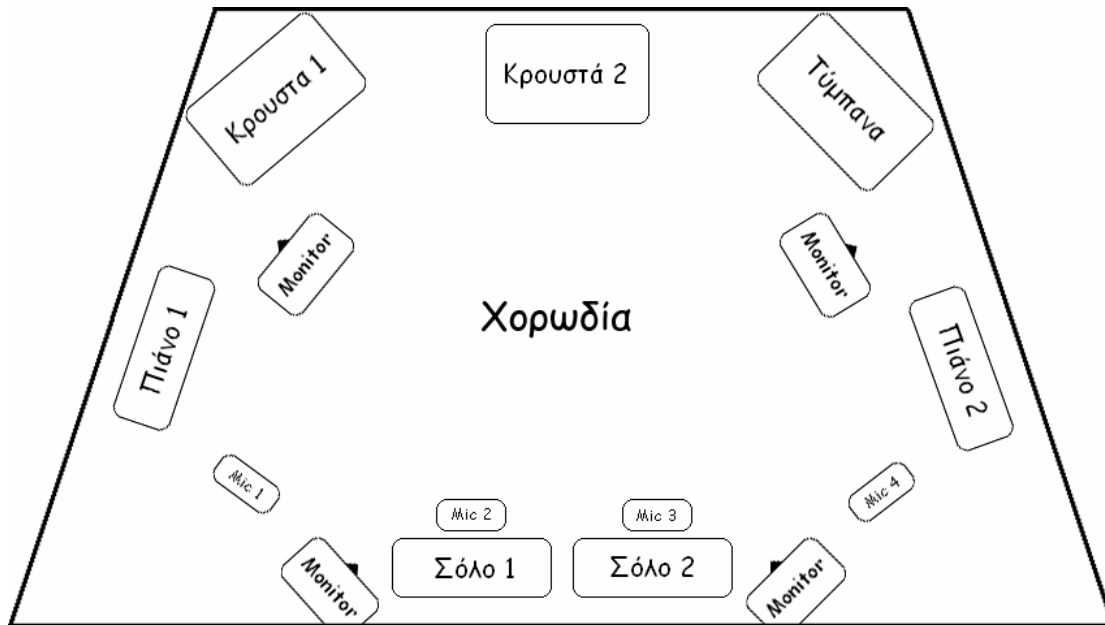 Κρουστα 1
Κρουστά 2
Τύμπανα
Monitor
Monitor
Χορωδία
Πιάνο 1
Πιάνο 2
Mic 1
Mic 2
Mic 3
Mic 4
Σόλο 1
Σόλο 2
Monitor
Monitor